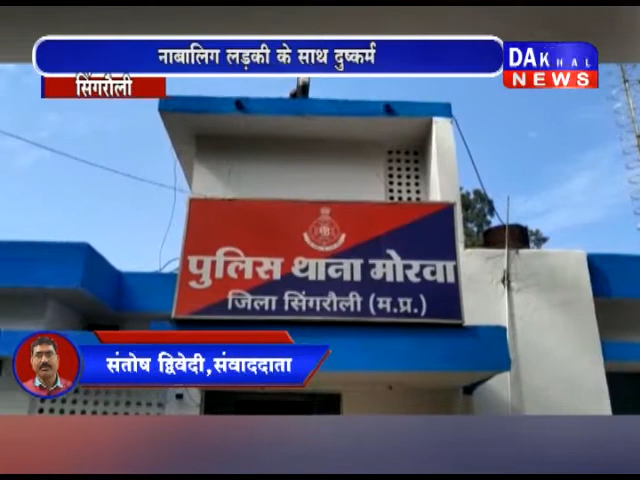 नाबालिग लड़की के साथ दुष्कर्म
DAKHAL
NEWS
सिंगरौली
पुलिस थाना मोरवा
जिला सिंगरौली (म.प्र.)
संतोष द्विवेदी,संवाददाता